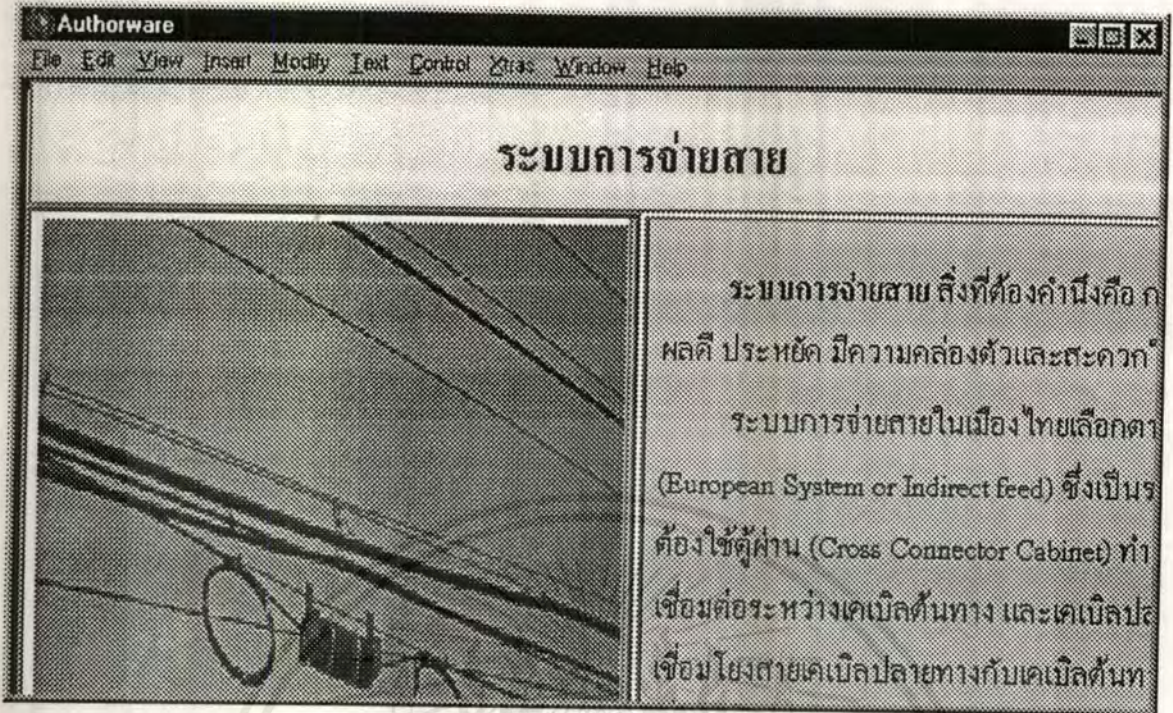 Authorware
File Edit View Insert Modify Text Control Xtras Window Help
ระบบการจ่ายสาย
ระบบการจ่ายสาย สิ่งที่ต้องคำนึงคือ ก
ผลดี ประหยัด มีความคล่องตัวและสะดวก
ระบบการจ่ายสายในเมืองไทยเลือกตา
(European System or Indirect feed) ซึ่งเป็นร
ต้องใช้ตู้ผ่าน (Cross Connector Cabinet) ทำ
เชื่อมต่อระหว่างเคเบิลต้นทาง และเคเบิลปล
เชื่อมโยงสายเคเบิลปลายทางกับเคเบิลต้นท